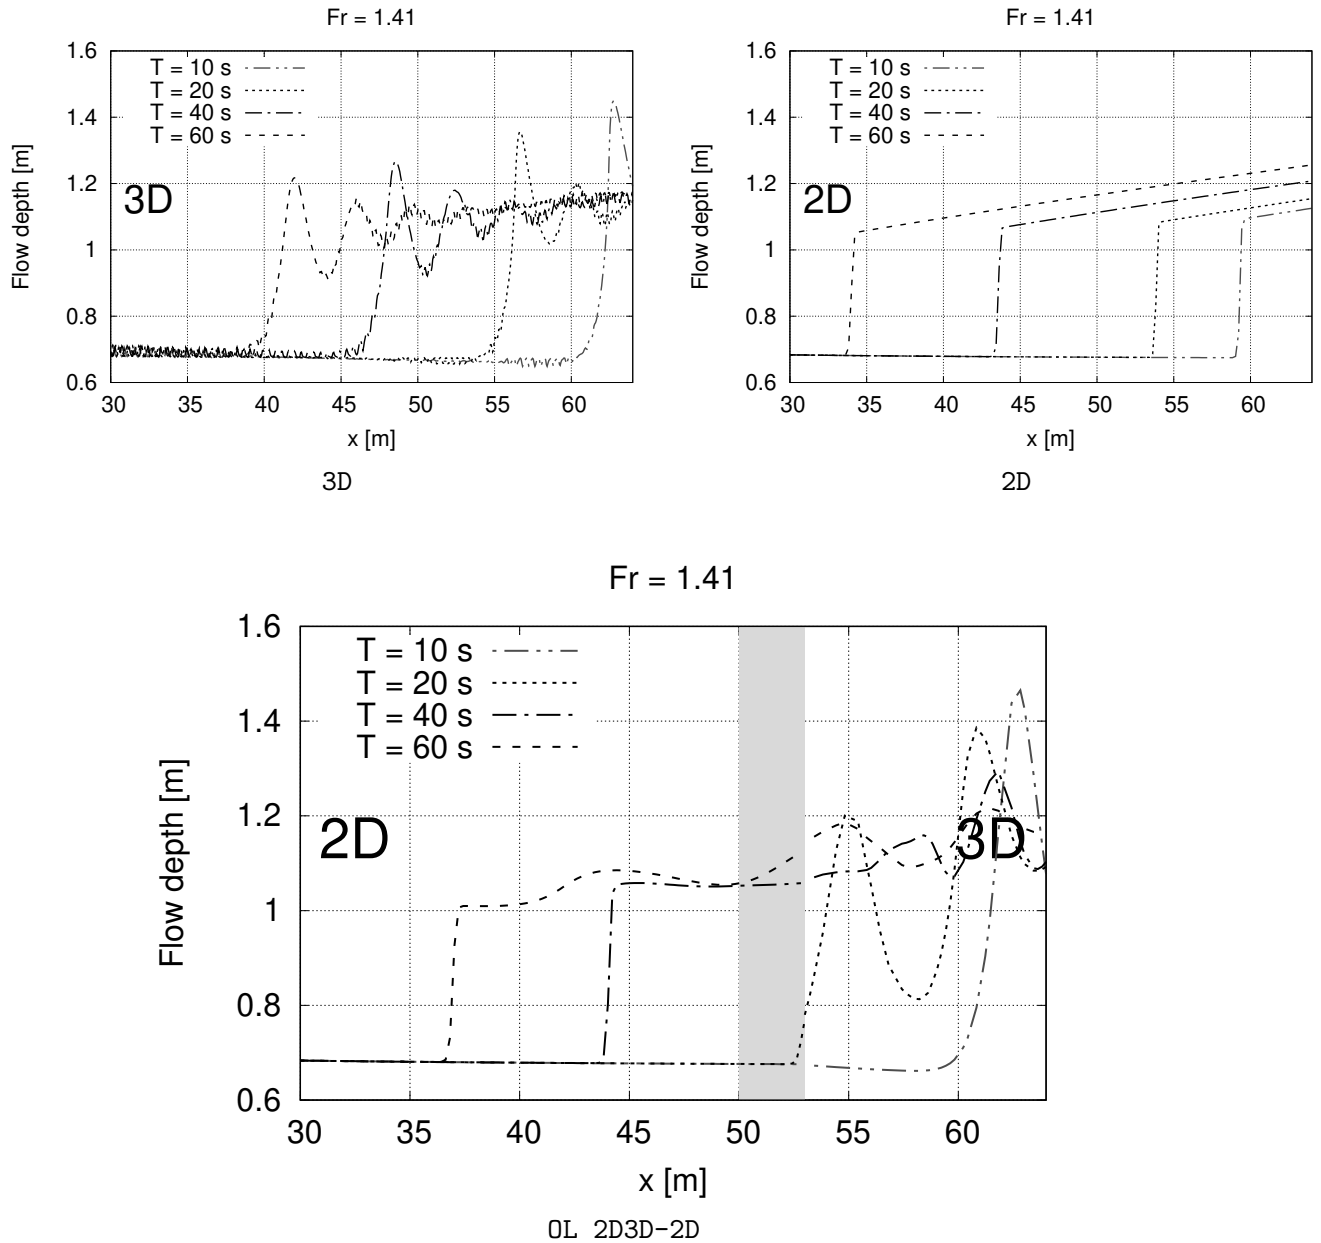 Fr = 1.41
1.6
1.4
1.2
1
0.8
0.6
Flow depth [m]
T = 10 s
T = 20 s
T = 40 s
T = 60 s
3D
30 35 40 45 50 55 60
x [m]
3D
Fr = 1.41
1.6
1.4
1.2
1
0.8
0.6
Flow depth [m]
T = 10 s
T = 20 s
T = 40 s
T = 60 s
2D
30 35 40 45 50 55 60
x [m]
2D
Fr = 1.41
1.6
1.4
1.2
1
0.8
0.6
Flow depth [m]
T = 10 s
T = 20 s
T = 40 s
T = 60 s
2D 3D
30 35 40 45 50 55 60
x [m]
OL 2D3D-2D